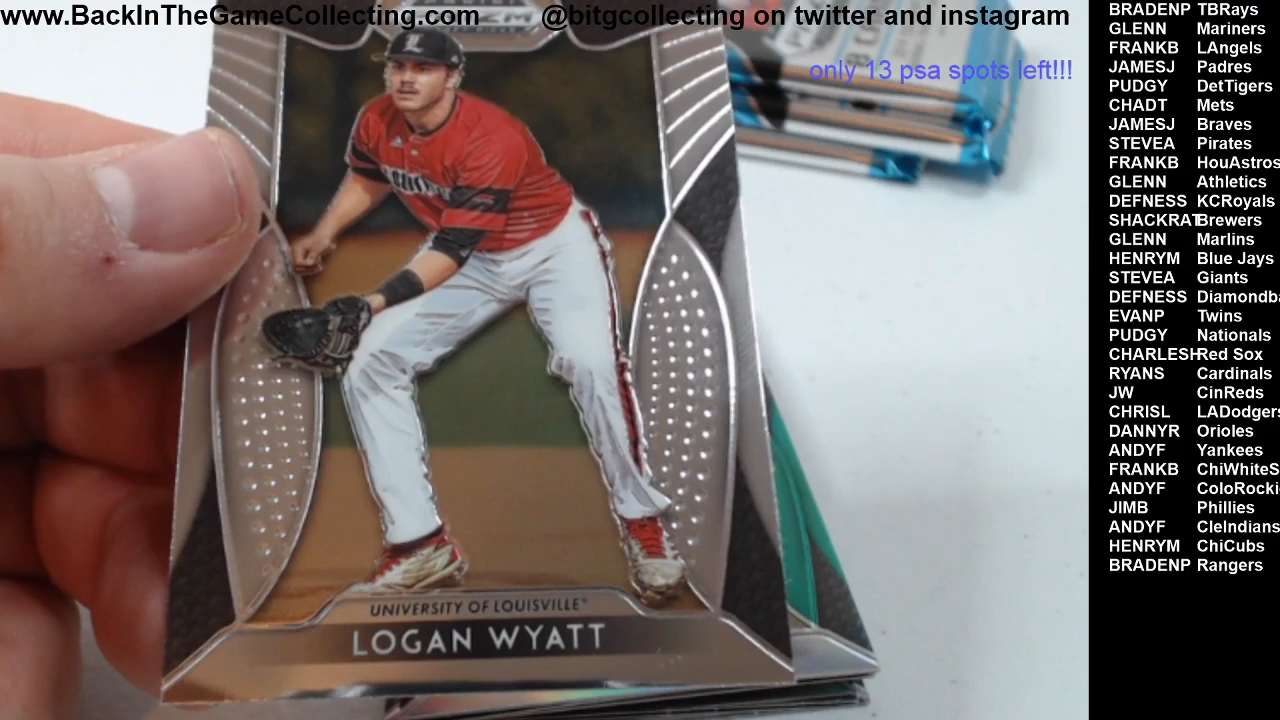 www.BackInTheGameCollecting.com @bitgcollecting on twitter and instagram
only 13 psa spots left!!!
BRADENP TBRays
GLENN Mariners
FRANKB LAngels
JAMESJ Padres
PUDGY DetTigers
CHADT Mets
JAMESJ Braves
STEVEA Pirates
FRANKB HouAstros
GLENN Athletics
DEFNESS KCRoyals
SHACKRAT Brewers
GLENN Marlins
HENRYM Blue Jays
STEVEA Giants
DEFNESS Diamondba
EVANP Twins
PUDGY Nationals
CHARLESH Red Sox
RYANS Cardinals
JW CinReds
CHRISL LADodgers
DANNYR Orioles
ANDYF Yankees
FRANKB ChiWhiteS
ANDYF ColoRocki
JIMB Phillies
ANDYF CleIndians
HENRYM ChiCubs
BRADENP Rangers
L
UNIVERSITY OF LOUISVILLE™
LOGAN WYATT